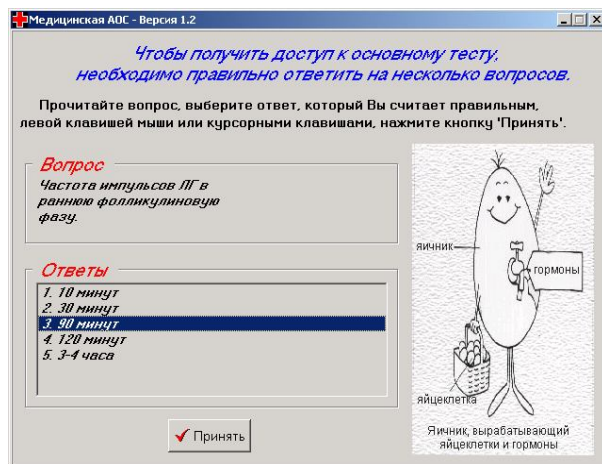 Медицинская АОС - Версия 1.2
Чтобы получить доступ к основному тесту,
необходимо правильно ответить на несколько вопросов.
Прочитайте вопрос, выберите ответ, который Вы считает правильным,
левой клавишей мыши или курсорными клавишами, нажмите кнопку 'Принять'.
Вопрос
Частота импульсов ЛГ в
раннюю фолликулиновую
фазу.
Ответы
1. 10 минут
2. 30 минут
3. 90 минут
4. 120 минут
5. 3-4 часа
Принять
яичник
гормоны
яйцеклетка
Яичник, вырабатывающий
яйцеклетки и гормоны